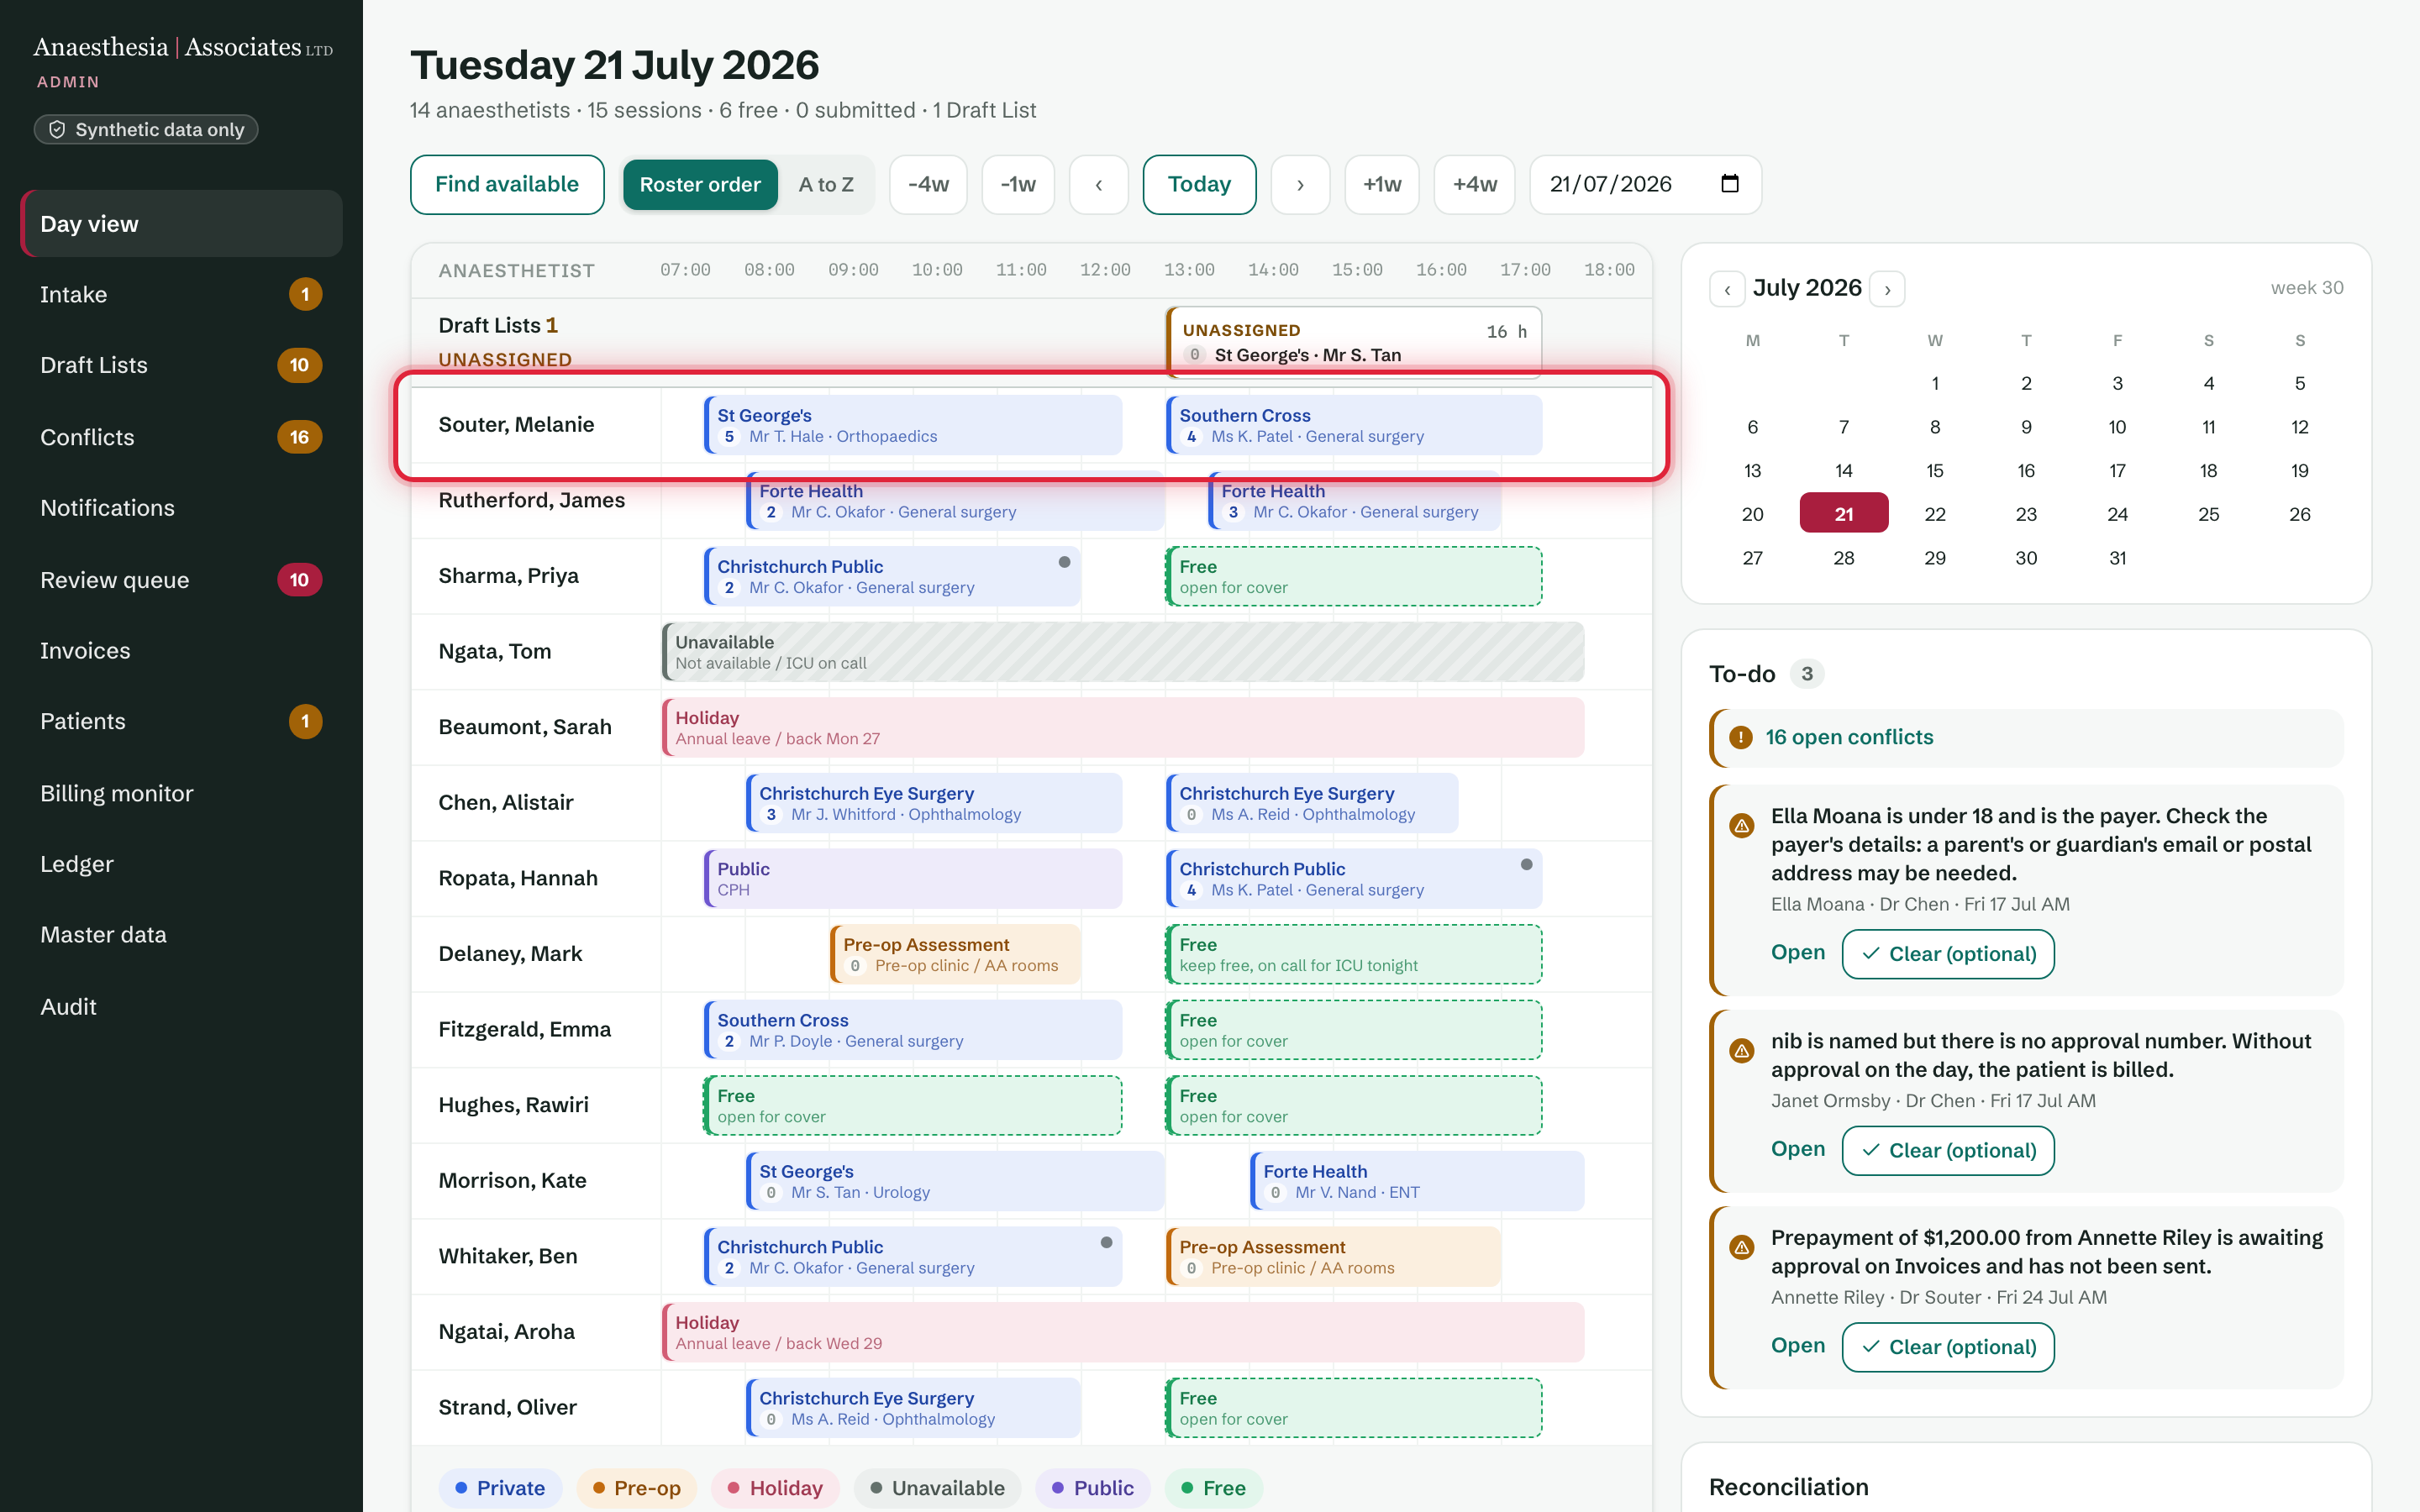 Anaesthesia | Associates LTD
ADMIN
Synthetic data only
Day view
Intake 1
Draft Lists 10
Conflicts 16
Notifications
Review queue 10
Invoices
Patients 1
Billing monitor
Ledger
Master data
Audit
Tuesday 21 July 2026
14 anaesthetists · 15 sessions · 6 free · 0 submitted · 1 Draft List
Find available Roster order A to Z -4w -1w ‹ Today › +1w +4w 21/07/2026
ANAESTHETIST 07:00 08:00 09:00 10:00 11:00 12:00 13:00 14:00 15:00 16:00 17:00 18:00
Draft Lists 1
UNASSIGNED
UNASSIGNED 16 h
0 St George's · Mr S. Tan
Souter, Melanie
St George's
5 Mr T. Hale · Orthopaedics
Southern Cross
4 Ms K. Patel · General surgery
Rutherford, James
Forte Health
2 Mr C. Okafor · General surgery
Forte Health
3 Mr C. Okafor · General surgery
Sharma, Priya
Christchurch Public
2 Mr C. Okafor · General surgery
Free
open for cover
Ngata, Tom
Unavailable
Not available / ICU on call
Beaumont, Sarah
Holiday
Annual leave / back Mon 27
Chen, Alistair
Christchurch Eye Surgery
3 Mr J. Whitford · Ophthalmology
Christchurch Eye Surgery
0 Ms A. Reid · Ophthalmology
Ropata, Hannah
Public
CPH
Christchurch Public
4 Ms K. Patel · General surgery
Delaney, Mark
Pre-op Assessment
0 Pre-op clinic / AA rooms
Free
keep free, on call for ICU tonight
Fitzgerald, Emma
Southern Cross
2 Mr P. Doyle · General surgery
Free
open for cover
Hughes, Rawiri
Free
open for cover
Free
open for cover
Morrison, Kate
St George's
0 Mr S. Tan · Urology
Forte Health
0 Mr V. Nand · ENT
Whitaker, Ben
Christchurch Public
2 Mr C. Okafor · General surgery
Pre-op Assessment
0 Pre-op clinic / AA rooms
Ngatai, Aroha
Holiday
Annual leave / back Wed 29
Strand, Oliver
Christchurch Eye Surgery
0 Ms A. Reid · Ophthalmology
Free
open for cover
Private Pre-op Holiday Unavailable Public Free
‹ July 2026 › week 30
M T W T F S S
1 2 3 4 5
6 7 8 9 10 11 12
13 14 15 16 17 18 19
20 21 22 23 24 25 26
27 28 29 30 31
To-do 3
16 open conflicts
Ella Moana is under 18 and is the payer. Check the
payer's details: a parent's or guardian's email or postal
address may be needed.
Ella Moana · Dr Chen · Fri 17 Jul AM
Open Clear (optional)
nib is named but there is no approval number. Without
approval on the day, the patient is billed.
Janet Ormsby · Dr Chen · Fri 17 Jul AM
Open Clear (optional)
Prepayment of $1,200.00 from Annette Riley is awaiting
approval on Invoices and has not been sent.
Annette Riley · Dr Souter · Fri 24 Jul AM
Open Clear (optional)
Reconciliation